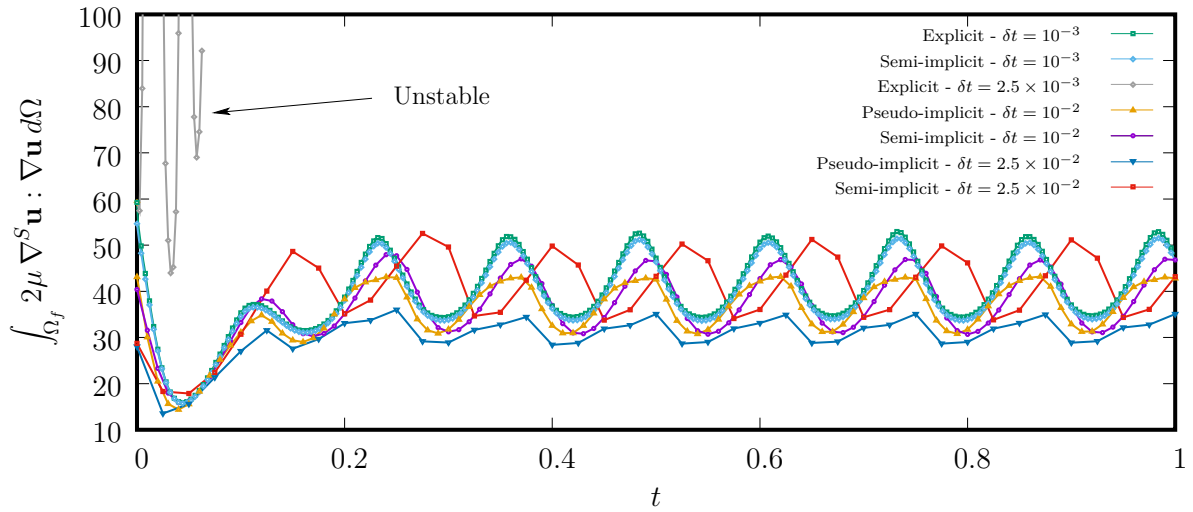 ∫_{Ω_f} 2μ ∇^S 𝐮 : ∇𝐮 dΩ
100
90
80
70
60
50
40
30
20
10
Unstable
Explicit - δt = 10^{−3}
Semi-implicit - δt = 10^{−3}
Explicit - δt = 2.5 × 10^{−3}
Pseudo-implicit - δt = 10^{−2}
Semi-implicit - δt = 10^{−2}
Pseudo-implicit - δt = 2.5 × 10^{−2}
Semi-implicit - δt = 2.5 × 10^{−2}
0 0.2 0.4 0.6 0.8 1
t